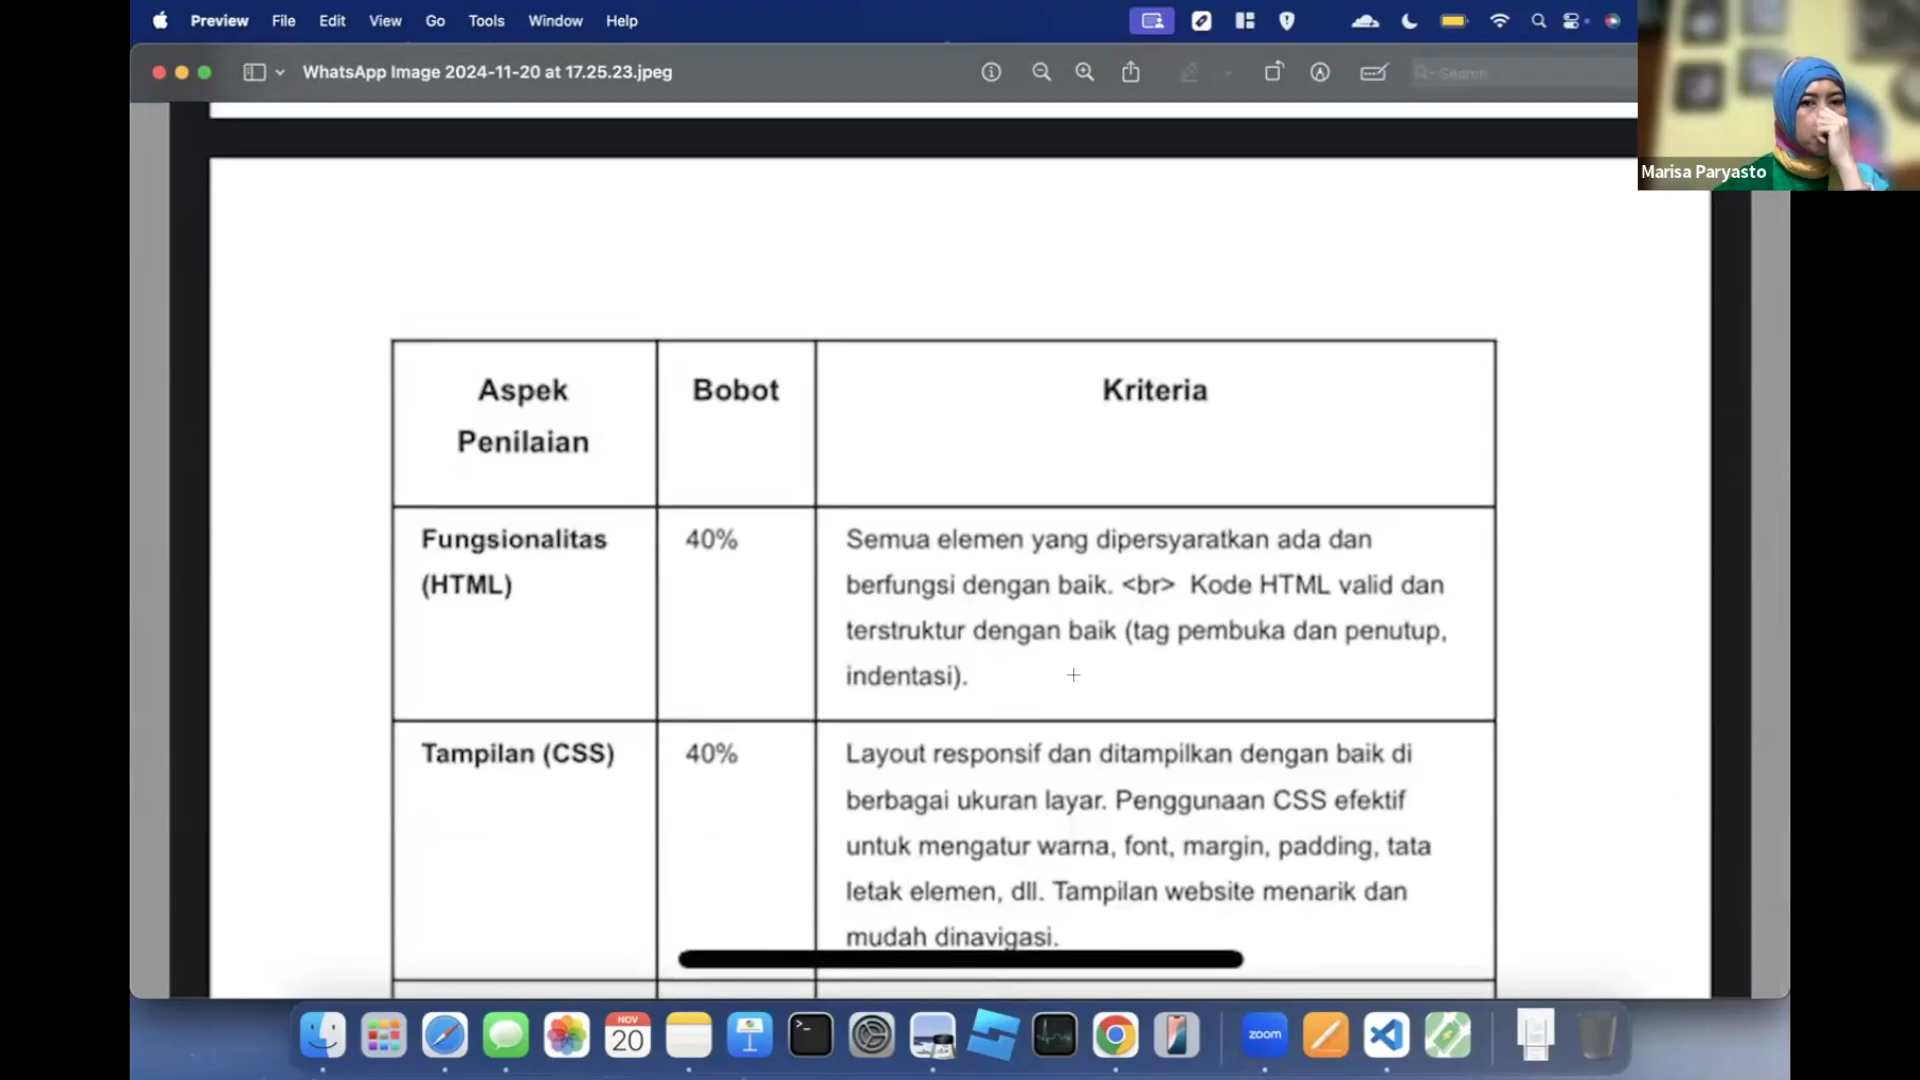 Preview File Edit View Go Tools Window Help
WhatsApp Image 2024-11-20 at 17.25.23.jpeg
Search
Marisa Paryasto
Aspek
Penilaian
Bobot
Kriteria
Fungsionalitas
(HTML)
40%
Semua elemen yang dipersyaratkan ada dan
berfungsi dengan baik. <br> Kode HTML valid dan
terstruktur dengan baik (tag pembuka dan penutup,
indentasi).
Tampilan (CSS)
40%
Layout responsif dan ditampilkan dengan baik di
berbagai ukuran layar. Penggunaan CSS efektif
untuk mengatur warna, font, margin, padding, tata
letak elemen, dll. Tampilan website menarik dan
mudah dinavigasi.
NOV
20
zoom